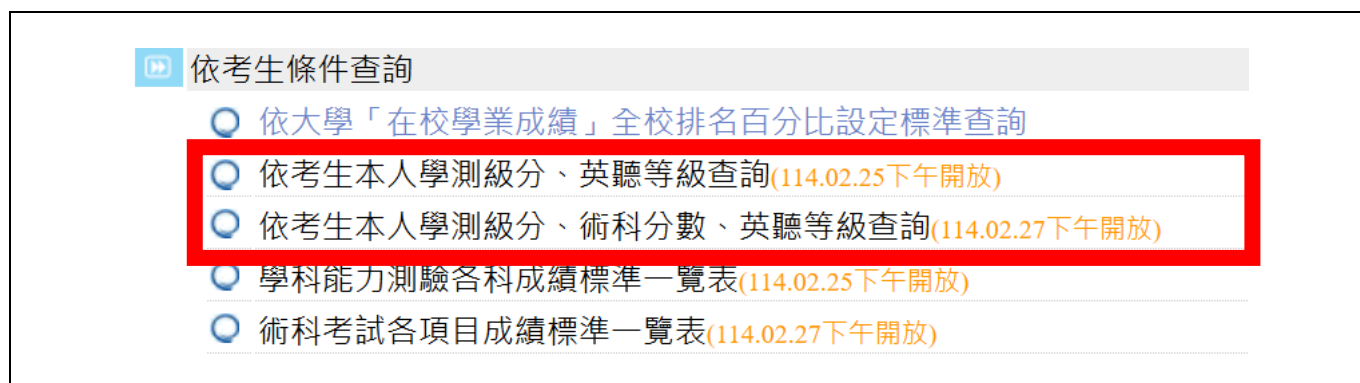 依考生條件查詢
依大學「在校學業成績」全校排名百分比設定標準查詢
依考生本人學測級分、英聽等級查詢(114.02.25下午開放)
依考生本人學測級分、術科分數、英聽等級查詢(114.02.27下午開放)
學科能力測驗各科成績標準一覽表(114.02.25下午開放)
術科考試各項目成績標準一覽表(114.02.27下午開放)